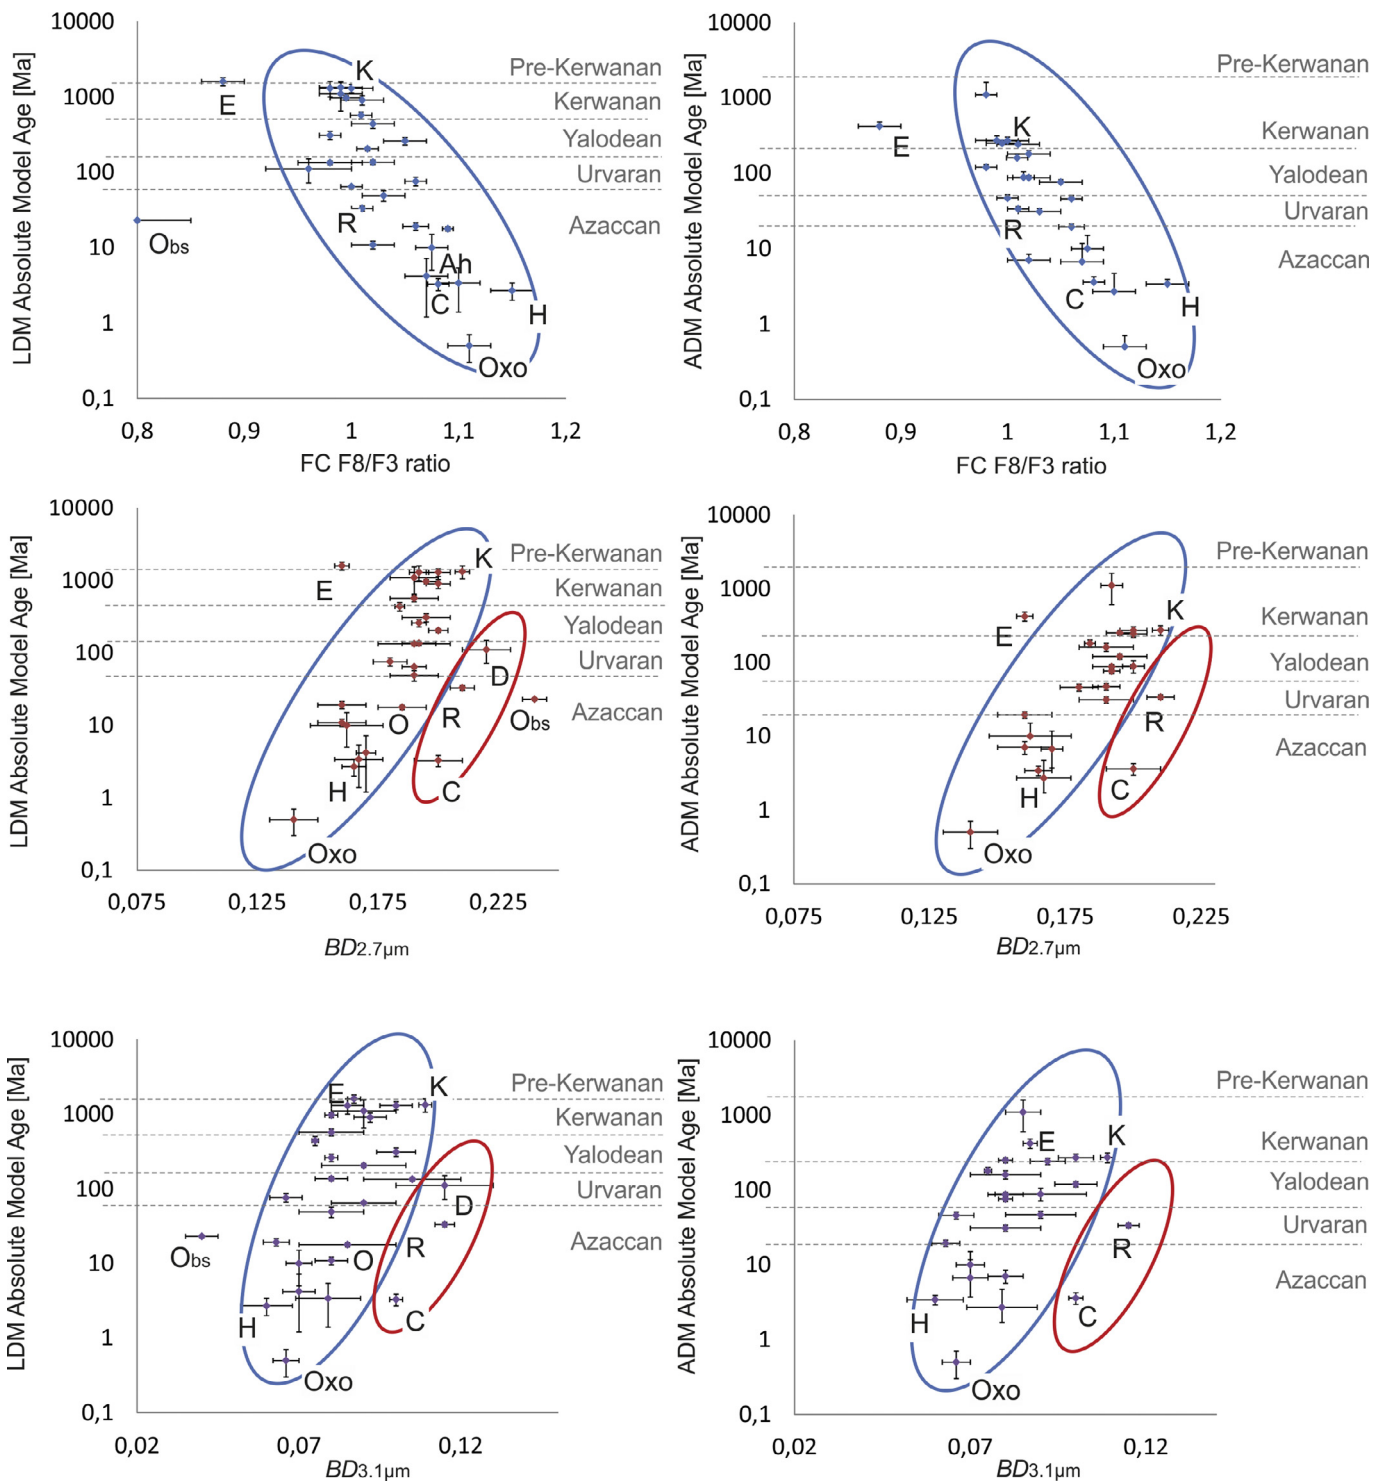 LDM Absolute Model Age [Ma]
10000
1000
100
10
1
0,1
Pre-Kerwanan
Kerwanan
Yalodean
Urvaran
Azaccan
K
E
R
Obs
Ah
C
H
Oxo
0,8
0,9
1
1,1
1,2
FC F8/F3 ratio
ADM Absolute Model Age [Ma]
10000
1000
100
10
1
0,1
Pre-Kerwanan
Kerwanan
Yalodean
Urvaran
Azaccan
K
E
R
C
H
Oxo
0,8
0,9
1
1,1
1,2
FC F8/F3 ratio
LDM Absolute Model Age [Ma]
10000
1000
100
10
1
0,1
Pre-Kerwanan
Kerwanan
Yalodean
Urvaran
Azaccan
K
E
D
O
R
Obs
H
C
Oxo
0,075
0,125
0,175
0,225
BD2.7µm
ADM Absolute Model Age [Ma]
10000
1000
100
10
1
0,1
Pre-Kerwanan
Kerwanan
Yalodean
Urvaran
Azaccan
K
E
R
H
C
Oxo
0,075
0,125
0,175
0,225
BD2.7µm
LDM Absolute Model Age [Ma]
10000
1000
100
10
1
0,1
Pre-Kerwanan
Kerwanan
Yalodean
Urvaran
Azaccan
E
K
D
Obs
O
R
H
C
Oxo
0,02
0,07
0,12
BD3.1µm
ADM Absolute Model Age [Ma]
10000
1000
100
10
1
0,1
Pre-Kerwanan
Kerwanan
Yalodean
Urvaran
Azaccan
K
E
R
H
C
Oxo
0,02
0,07
0,12
BD3.1µm